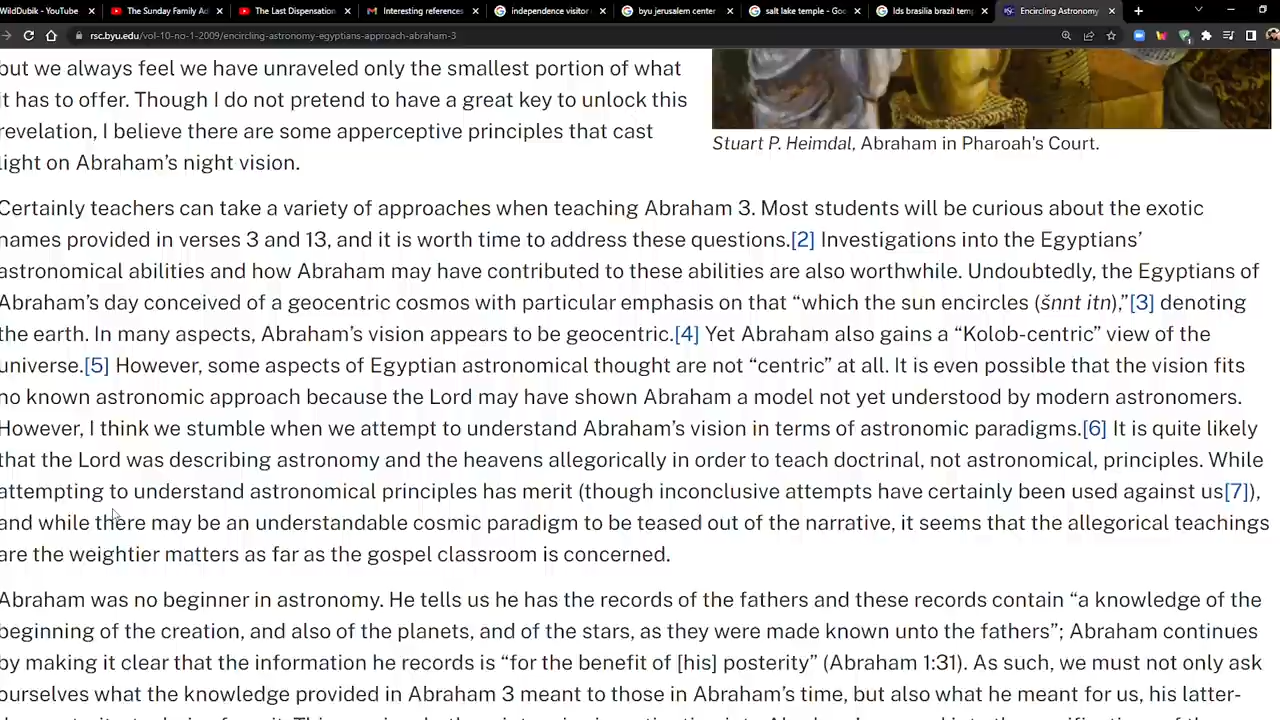 WildDubik - YouTube
The Sunday Family Ad
The Last Dispensation
Interesting references
independence visitor
byu jerusalem center
salt lake temple - Goo
lds brasilia brazil tem
Encircling Astronomy
rsc.byu.edu/vol-10-no-1-2009/encircling-astronomy-egyptians-approach-abraham-3
but we always feel we have unraveled only the smallest portion of what
it has to offer. Though I do not pretend to have a great key to unlock this
revelation, I believe there are some apperceptive principles that cast
light on Abraham’s night vision.
Stuart P. Heimdal, Abraham in Pharoah's Court.
Certainly teachers can take a variety of approaches when teaching Abraham 3. Most students will be curious about the exotic
names provided in verses 3 and 13, and it is worth time to address these questions.[2] Investigations into the Egyptians’
astronomical abilities and how Abraham may have contributed to these abilities are also worthwhile. Undoubtedly, the Egyptians of
Abraham’s day conceived of a geocentric cosmos with particular emphasis on that “which the sun encircles (šnnt itn),”[3] denoting
the earth. In many aspects, Abraham’s vision appears to be geocentric.[4] Yet Abraham also gains a “Kolob-centric” view of the
universe.[5] However, some aspects of Egyptian astronomical thought are not “centric” at all. It is even possible that the vision fits
no known astronomic approach because the Lord may have shown Abraham a model not yet understood by modern astronomers.
However, I think we stumble when we attempt to understand Abraham’s vision in terms of astronomic paradigms.[6] It is quite likely
that the Lord was describing astronomy and the heavens allegorically in order to teach doctrinal, not astronomical, principles. While
attempting to understand astronomical principles has merit (though inconclusive attempts have certainly been used against us[7]),
and while there may be an understandable cosmic paradigm to be teased out of the narrative, it seems that the allegorical teachings
are the weightier matters as far as the gospel classroom is concerned.
Abraham was no beginner in astronomy. He tells us he has the records of the fathers and these records contain “a knowledge of the
beginning of the creation, and also of the planets, and of the stars, as they were made known unto the fathers”; Abraham continues
by making it clear that the information he records is “for the benefit of [his] posterity” (Abraham 1:31). As such, we must not only ask
ourselves what the knowledge provided in Abraham 3 meant to those in Abraham’s time, but also what he meant for us, his latter-